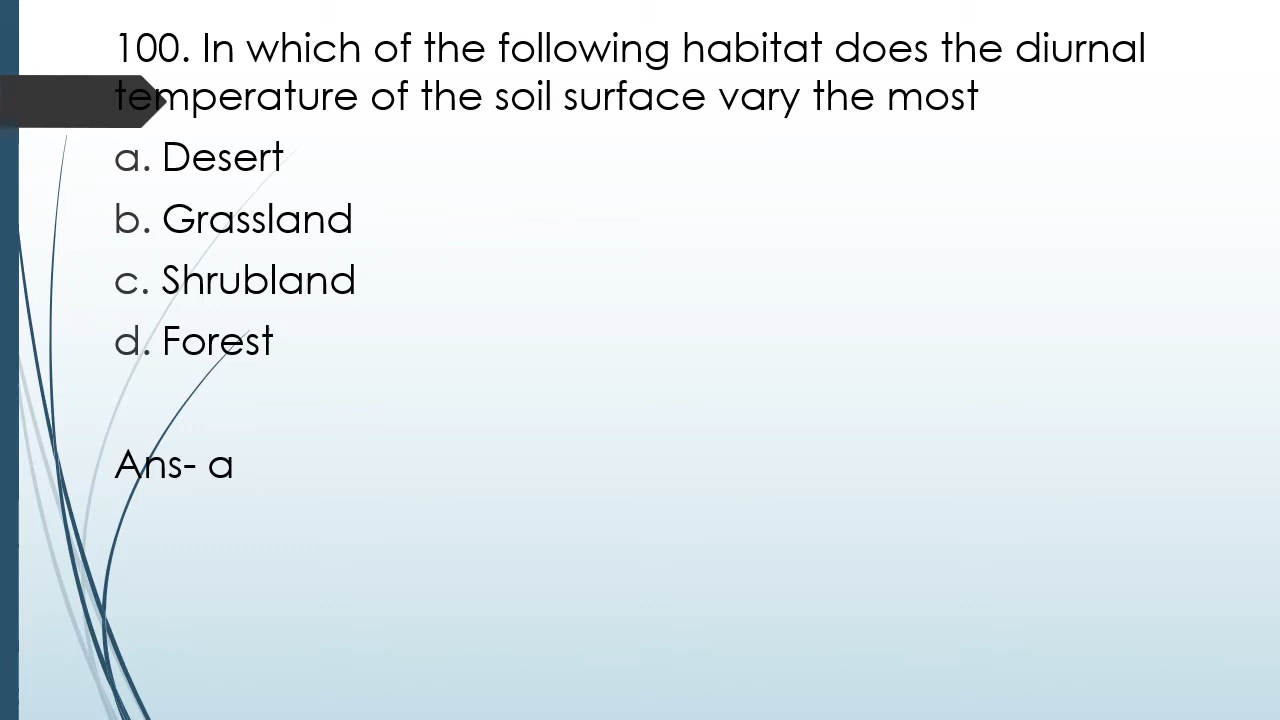 100. In which of the following habitat does the diurnal
temperature of the soil surface vary the most
a. Desert
b. Grassland
c. Shrubland
d. Forest
Ans- a